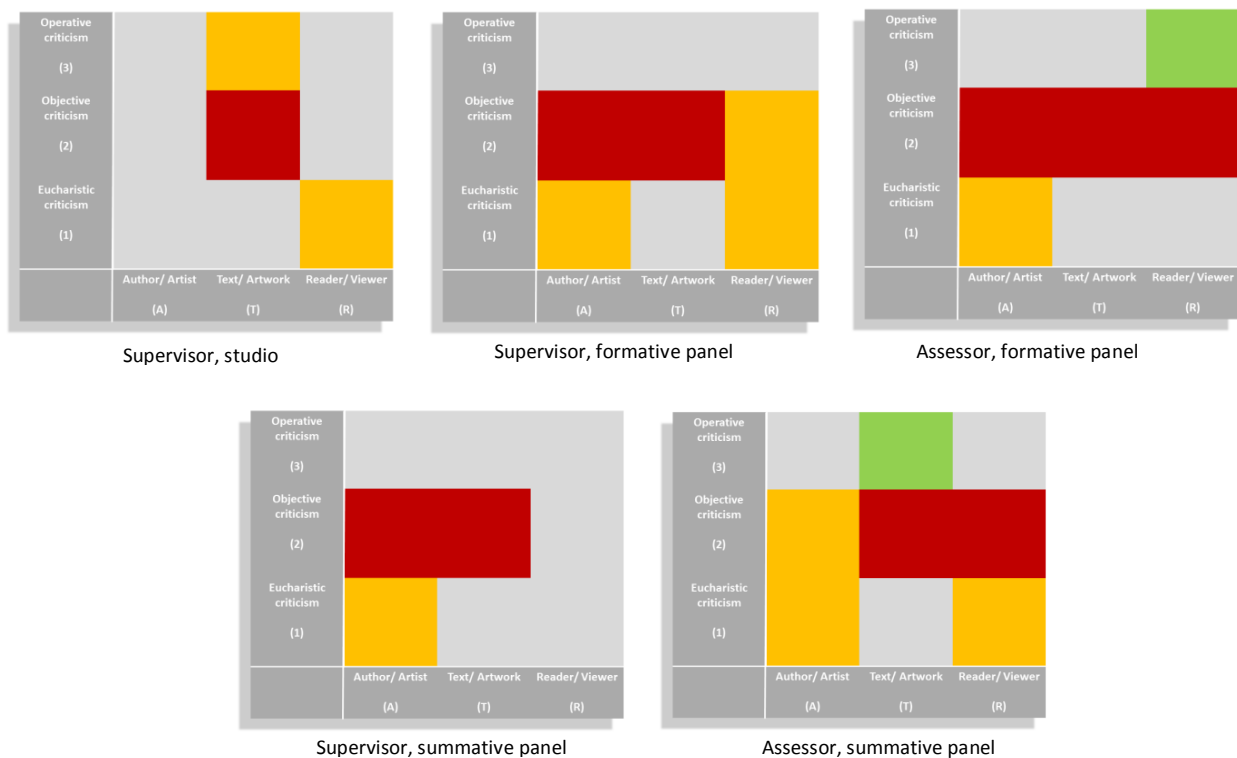 Operative
criticism
(3)
Objective
criticism
(2)
Eucharistic
criticism
(1)
Author/ Artist Text/ Artwork Reader/ Viewer
(A) (T) (R)
Supervisor, studio
Operative
criticism
(3)
Objective
criticism
(2)
Eucharistic
criticism
(1)
Author/ Artist Text/ Artwork Reader/ Viewer
(A) (T) (R)
Supervisor, formative panel
Operative
criticism
(3)
Objective
criticism
(2)
Eucharistic
criticism
(1)
Author/ Artist Text/ Artwork Reader/ Viewer
(A) (T) (R)
Assessor, formative panel
Operative
criticism
(3)
Objective
criticism
(2)
Eucharistic
criticism
(1)
Author/ Artist Text/ Artwork Reader/ Viewer
(A) (T) (R)
Supervisor, summative panel
Operative
criticism
(3)
Objective
criticism
(2)
Eucharistic
criticism
(1)
Author/ Artist Text/ Artwork Reader/ Viewer
(A) (T) (R)
Assessor, summative panel